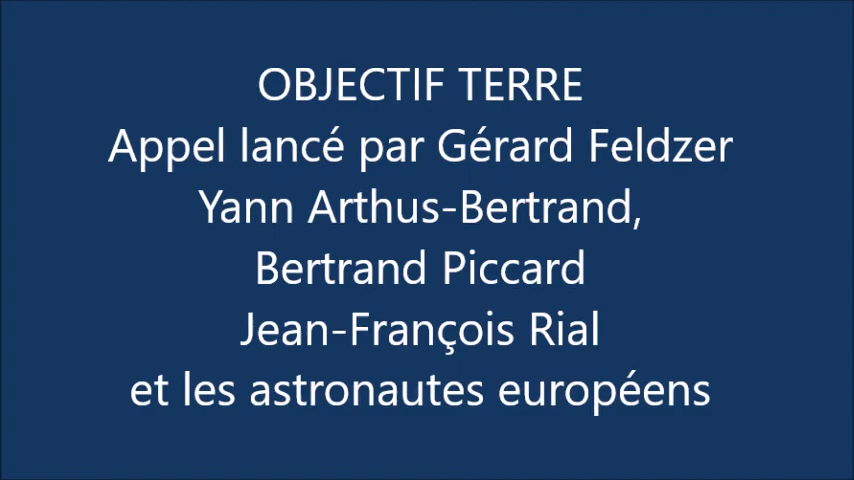 OBJECTIF TERRE
Appel lancé par Gérard Feldzer
Yann Arthus-Bertrand,
Bertrand Piccard
Jean-François Rial
et les astronautes européens